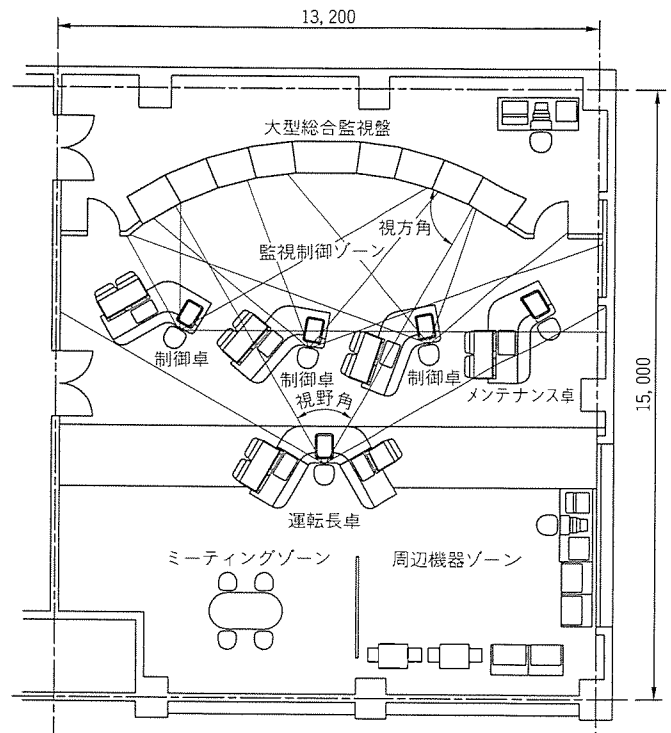 13,200
大型総合監視盤
視方角
監視制御ゾーン
制御卓
制御卓
制御卓
メンテナンス卓
視野角
15,000
運転長卓
ミーティングゾーン
周辺機器ゾーン